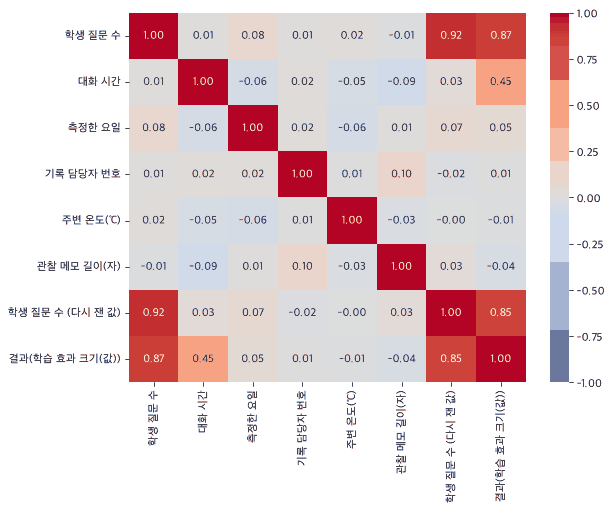 학생 질문 수 1.00 0.01 0.08 0.01 0.02 -0.01 0.92 0.87
대화 시간 0.01 1.00 -0.06 0.02 -0.05 -0.09 0.03 0.45
측정한 요일 0.08 -0.06 1.00 0.02 -0.06 0.01 0.07 0.05
기록 담당자 번호 0.01 0.02 0.02 1.00 0.01 0.10 -0.02 0.01
주변 온도(℃) 0.02 -0.05 -0.06 0.01 1.00 -0.03 -0.00 -0.01
관찰 메모 길이(자) -0.01 -0.09 0.01 0.10 -0.03 1.00 0.03 -0.04
학생 질문 수 (다시 잰 값) 0.92 0.03 0.07 -0.02 -0.00 0.03 1.00 0.85
결과(학습 효과 크기(값)) 0.87 0.45 0.05 0.01 -0.01 -0.04 0.85 1.00
학생 질문 수
대화 시간
측정한 요일
기록 담당자 번호
주변 온도(℃)
관찰 메모 길이(자)
학생 질문 수 (다시 잰 값)
결과(학습 효과 크기(값))
1.00
0.75
0.50
0.25
0.00
-0.25
-0.50
-0.75
-1.00